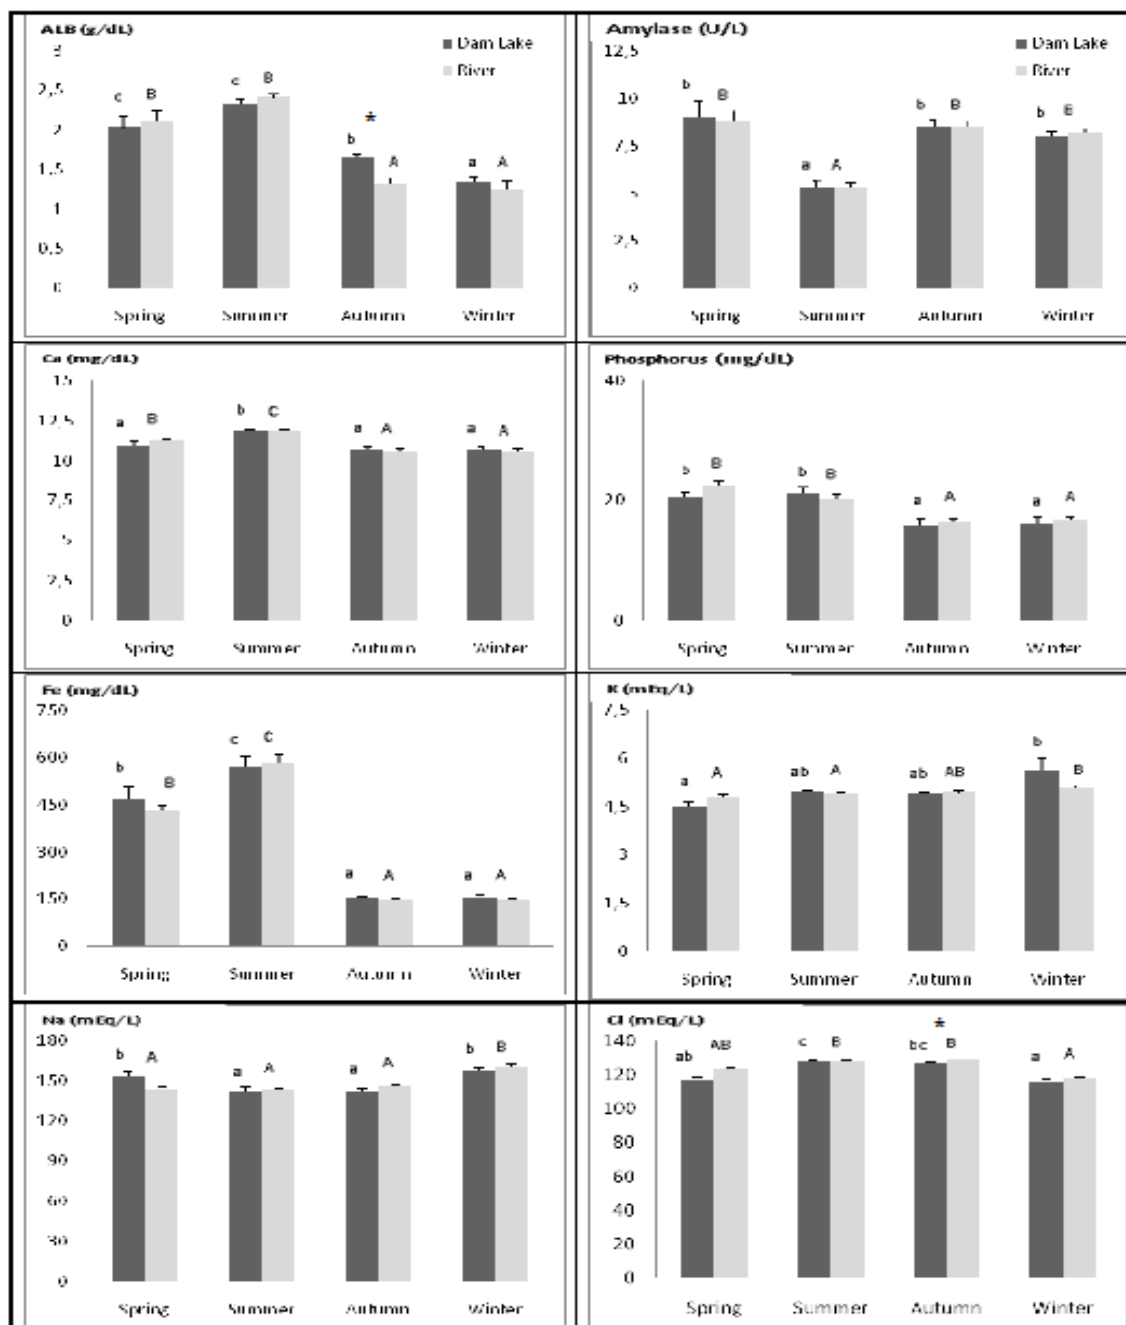 ALB (g/dL)
Dam Lake
River
3
2,5
2
1,5
1
0,5
0
c B c B * b A a A
Spring Summer Autumn Winter
Amylase (U/L)
Dam Lake
River
12,5
10
7,5
5
2,5
0
b B a A b B b B
Spring Summer Autumn Winter
Ca (mg/dL)
15
12,5
10
7,5
5
2,5
0
a B b C a A a A
Spring Summer Autumn Winter
Phosphorus (mg/dL)
40
20
0
b B b B a A a A
Spring Summer Autumn Winter
Fe (mg/dL)
750
600
450
300
150
0
b B c C a A a A
Spring Summer Autumn Winter
K (mEq/L)
7,5
6
4,5
3
1,5
0
a A ab A ab AB b B
Spring Summer Autumn Winter
Na (mEq/L)
180
150
120
90
60
30
0
b A a A a A b B
Spring Summer Autumn Winter
Cl (mEq/L)
140
120
100
80
60
40
20
0
ab AB c B * bc B a A
Spring Summer Autumn Winter